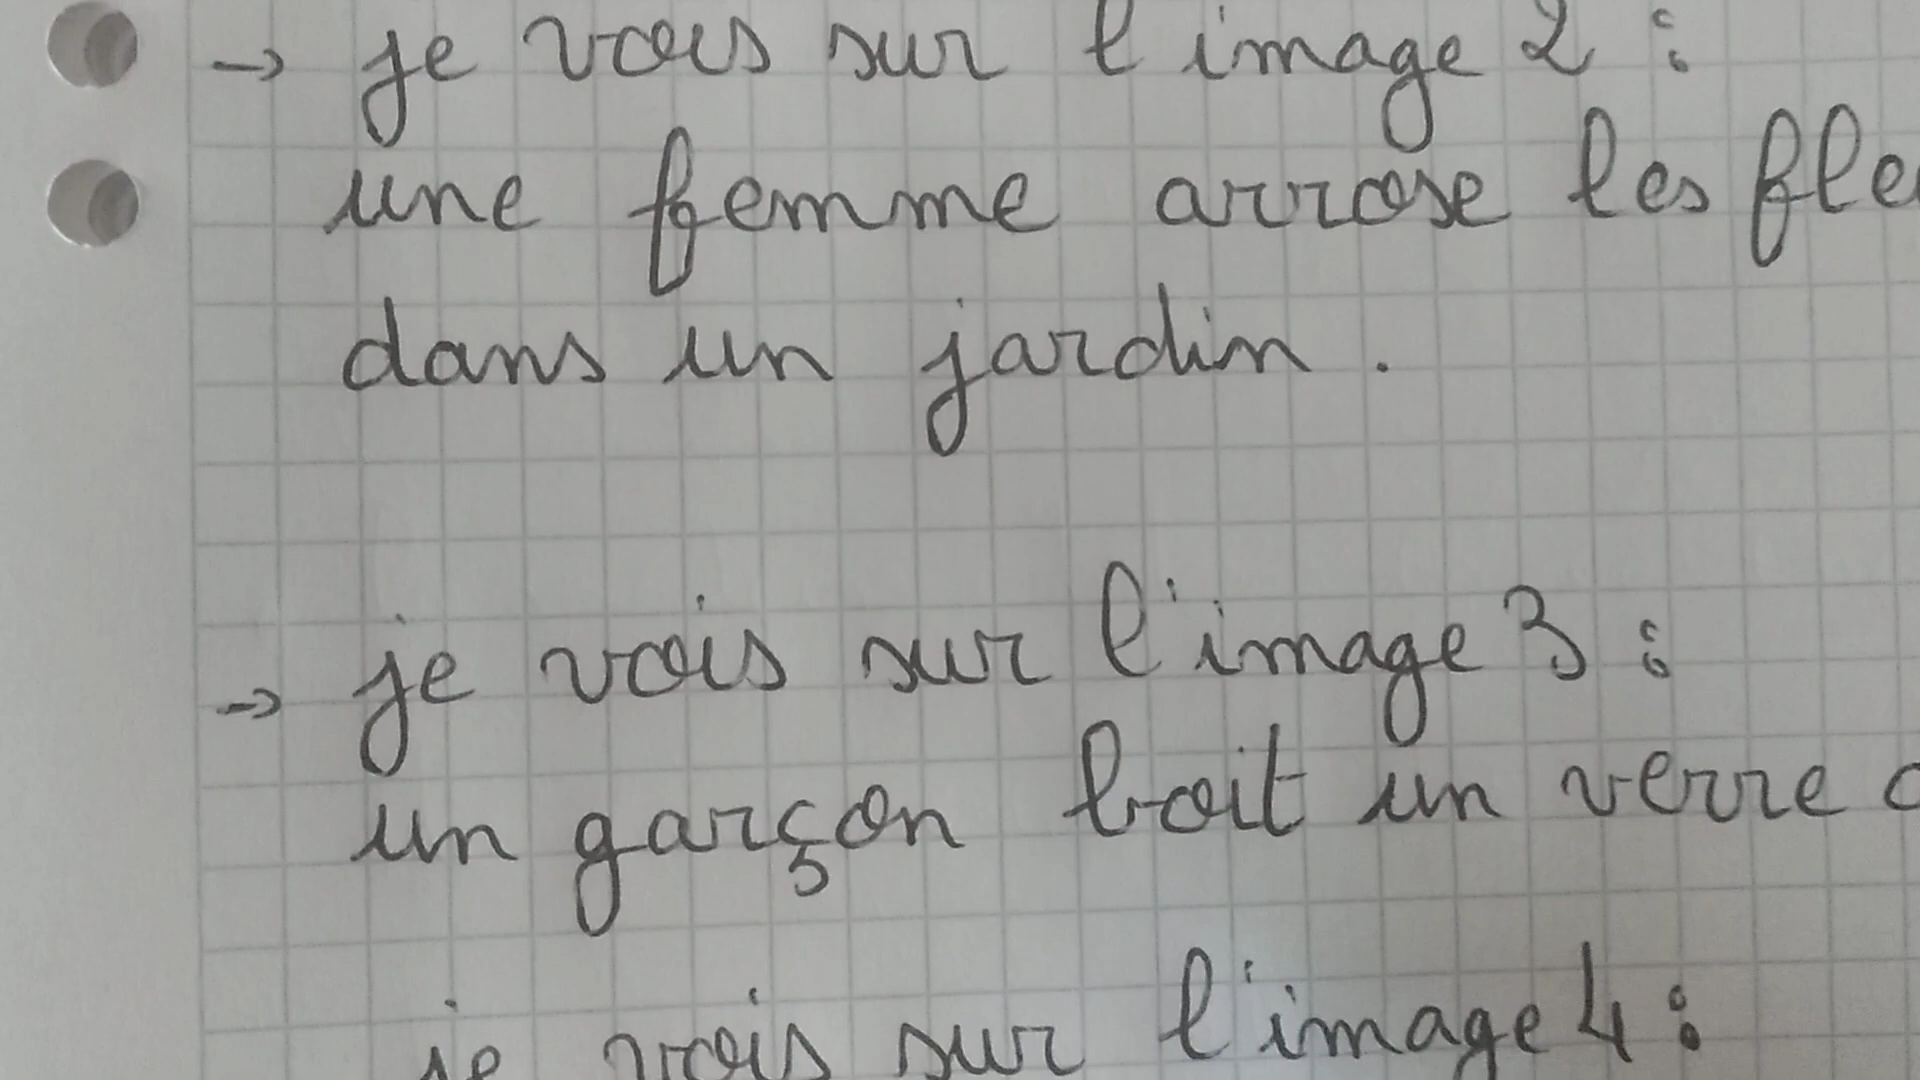 → je vois sur l'image 2 :
une femme arrose les
dans un jardin .
→ je vois sur l'image 3 :
un garçon boit un verre
je vois sur l'image 4 :